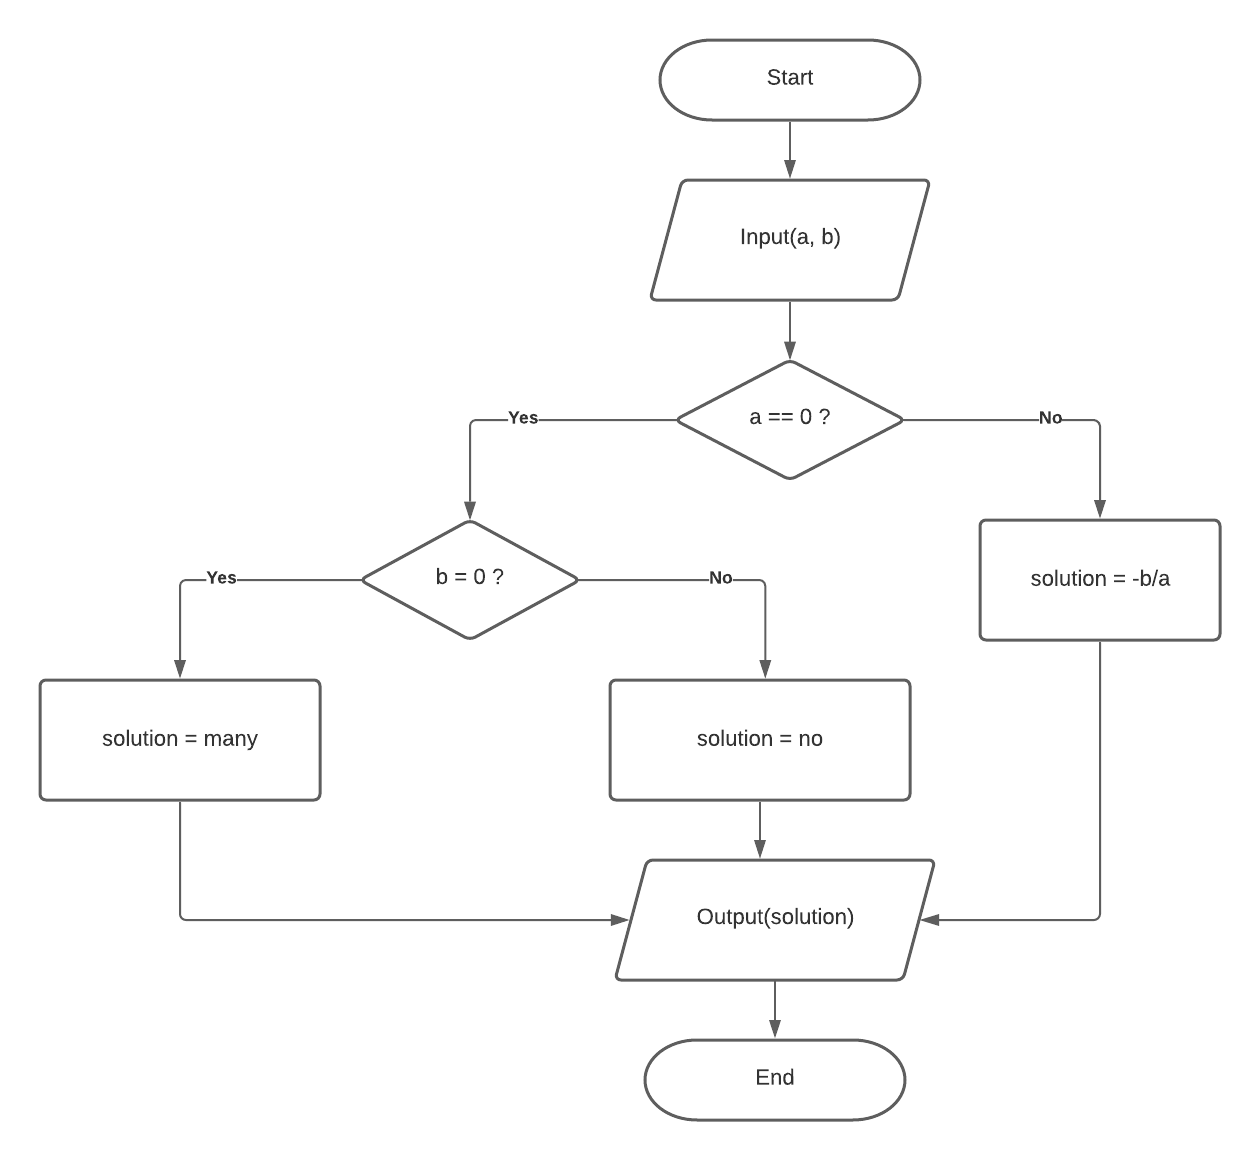 Start
Input(a, b)
a == 0 ?
Yes
No
b = 0 ?
Yes
No
solution = -b/a
solution = many
solution = no
Output(solution)
End